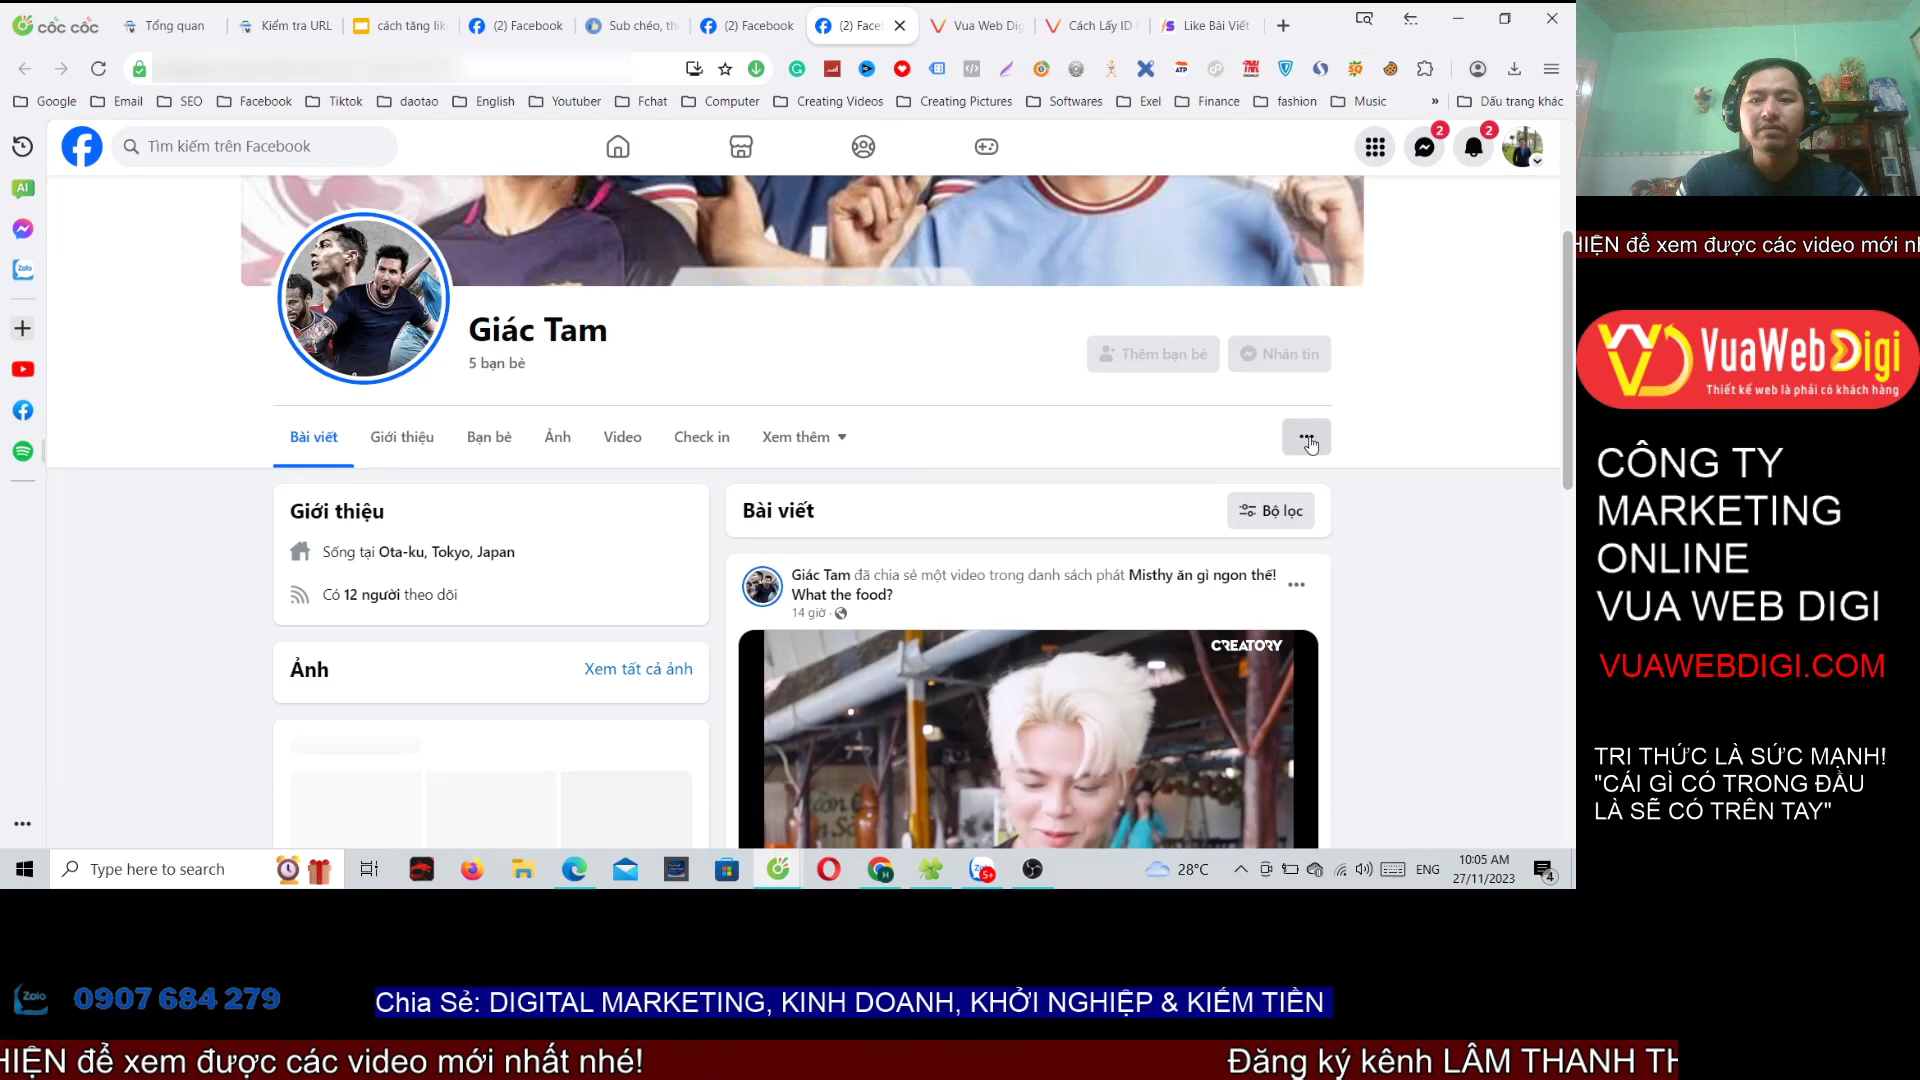 cốc cốc
Tổng quan
Kiểm tra URL
cách tăng lik
(2) Facebook
Sub chéo, th
(2) Facebook
(2) Face
Vua Web Dig
Cách Lấy ID
Like Bài Viết
Google
Email
SEO
Facebook
Tiktok
daotao
English
Youtuber
Fchat
Computer
Creating Videos
Creating Pictures
Softwares
Exel
Finance
fashion
Music
»
Dấu trang khác
Tìm kiếm trên Facebook
2
2
AI
Zalo
Giác Tam
5 bạn bè
Thêm bạn bè
Nhắn tin
Bài viết
Giới thiệu
Bạn bè
Ảnh
Video
Check in
Xem thêm
Giới thiệu
Sống tại Ota-ku, Tokyo, Japan
Có 12 người theo dõi
Ảnh
Xem tất cả ảnh
Bài viết
Bộ lọc
Giác Tam đã chia sẻ một video trong danh sách phát Misthy ăn gì ngon thế!
What the food?
14 giờ ·
CREATORY
Type here to search
5+
28°C
ENG
10:05 AM
27/11/2023
4
HIỆN để xem được các video mới nh
VuaWebDigi
Thiết kế web là phải có khách hàng
CÔNG TY
MARKETING
ONLINE
VUA WEB DIGI
VUAWEBDIGI.COM
TRI THỨC LÀ SỨC MẠNH!
"CÁI GÌ CÓ TRONG ĐẦU
LÀ SẼ CÓ TRÊN TAY"
Zalo
0907 684 279
Chia Sẻ: DIGITAL MARKETING, KINH DOANH, KHỞI NGHIỆP & KIẾM TIỀN
HIỆN để xem được các video mới nhất nhé!
Đăng ký kênh LÂM THANH TH